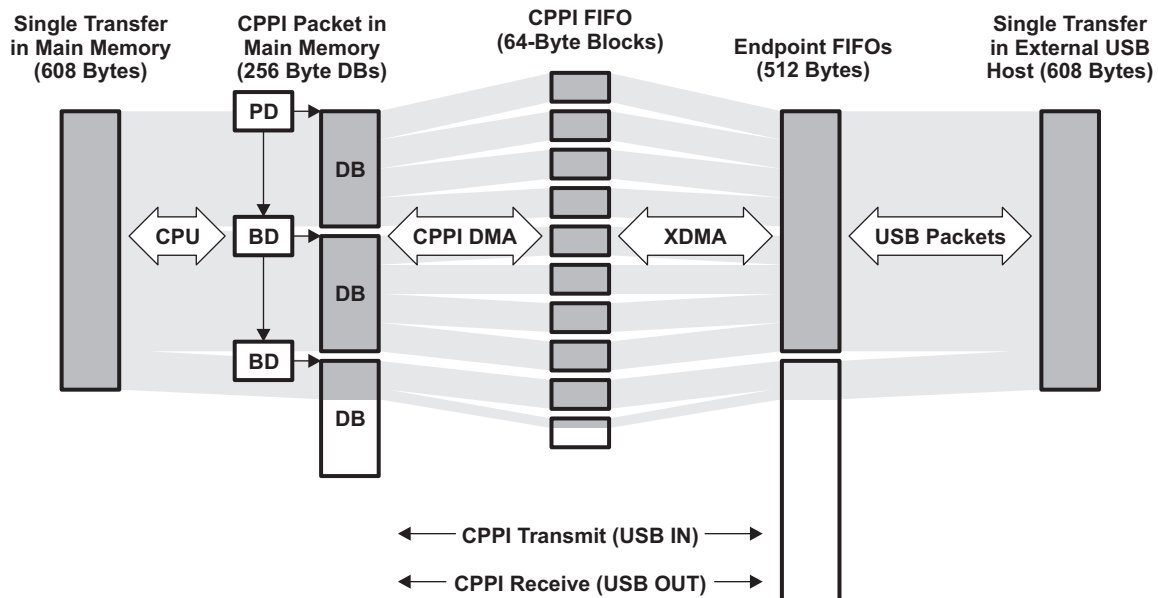 Single Transfer
in Main Memory
(608 Bytes)
CPPI Packet in
Main Memory
(256 Byte DBs)
CPPI FIFO
(64-Byte Blocks)
Endpoint FIFOs
(512 Bytes)
Single Transfer
in External USB
Host (608 Bytes)
PD
DB
CPU
BD
CPPI DMA
XDMA
USB Packets
DB
BD
DB
CPPI Transmit (USB IN)
CPPI Receive (USB OUT)